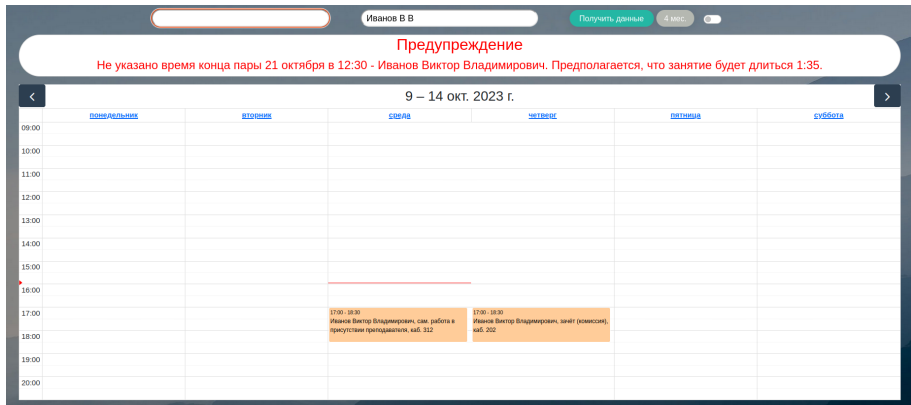 Иванов В В
Получить данные
4 мес.
Предупреждение
Не указано время конца пары 21 октября в 12:30 - Иванов Виктор Владимирович. Предполагается, что занятие будет длиться 1:35.
9 – 14 окт. 2023 г.
понедельник вторник среда четверг пятница суббота
09:00
10:00
11:00
12:00
13:00
14:00
15:00
16:00
17:00
17:00 - 18:30
Иванов Виктор Владимирович, сам. работа в
присутствии преподавателя, каб. 312
17:00 - 18:30
Иванов Виктор Владимирович, зачёт (комиссия),
каб. 202
18:00
19:00
20:00